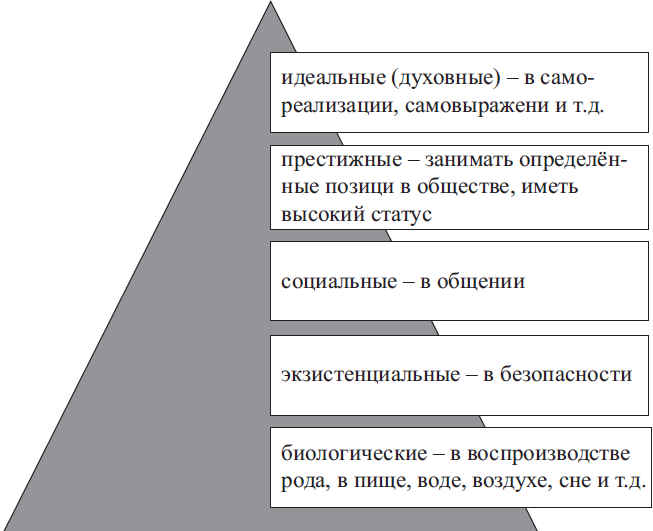 идеальные (духовные) – в само-
реализации, самовыражени и т.д.
престижные – занимать определён-
ные позици в обществе, иметь
высокий статус
социальные – в общении
экзистенциальные – в безопасности
биологические – в воспроизводстве
рода, в пище, воде, воздухе, сне и т.д.